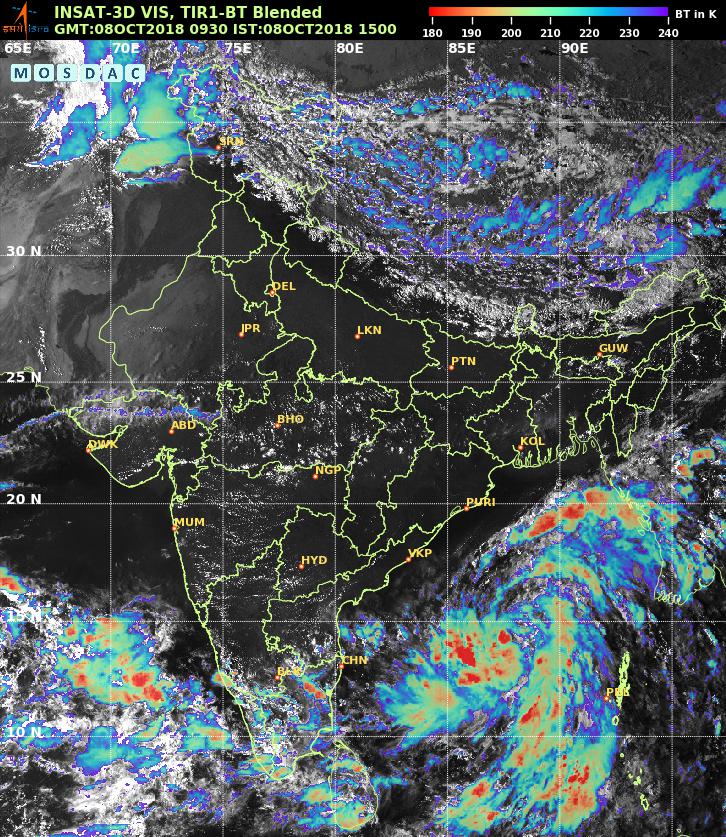 INSAT-3D VIS, TIR1-BT Blended
GMT:08OCT2018 0930 IST:08OCT2018 1500
BT in K
180 190 200 210 220 230 240
65E 70E 75E 80E 85E 90E
MOSDAC
SRN
30 N
DEL
JPR
LKN
GUW
PTN
25 N
ABD
BHO
DWK
KOL
NGP
20 N
PURI
MUM
VKP
HYD
15 N
CHN
10 N